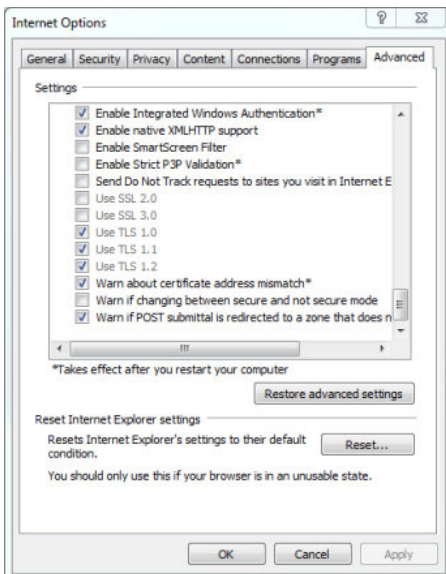 Internet Options
General Security Privacy Content Connections Programs Advanced
Settings
Enable Integrated Windows Authentication*
Enable native XMLHTTP support
Enable SmartScreen Filter
Enable Strict P3P Validation*
Send Do Not Track requests to sites you visit in Internet E
Use SSL 2.0
Use SSL 3.0
Use TLS 1.0
Use TLS 1.1
Use TLS 1.2
Warn about certificate address mismatch*
Warn if changing between secure and not secure mode
Warn if POST submittal is redirected to a zone that does n
*Takes effect after you restart your computer
Restore advanced settings
Reset Internet Explorer settings
Resets Internet Explorer's settings to their default
condition.
Reset...
You should only use this if your browser is in an unusable state.
OK Cancel Apply